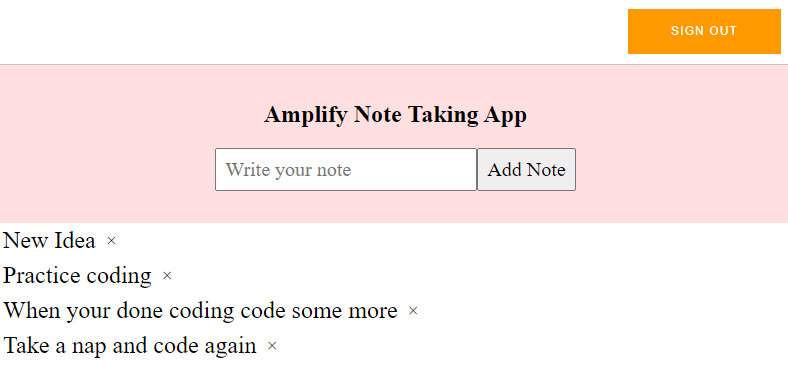 SIGN OUT
Amplify Note Taking App
Write your note
Add Note
New Idea ×
Practice coding ×
When your done coding code some more ×
Take a nap and code again ×